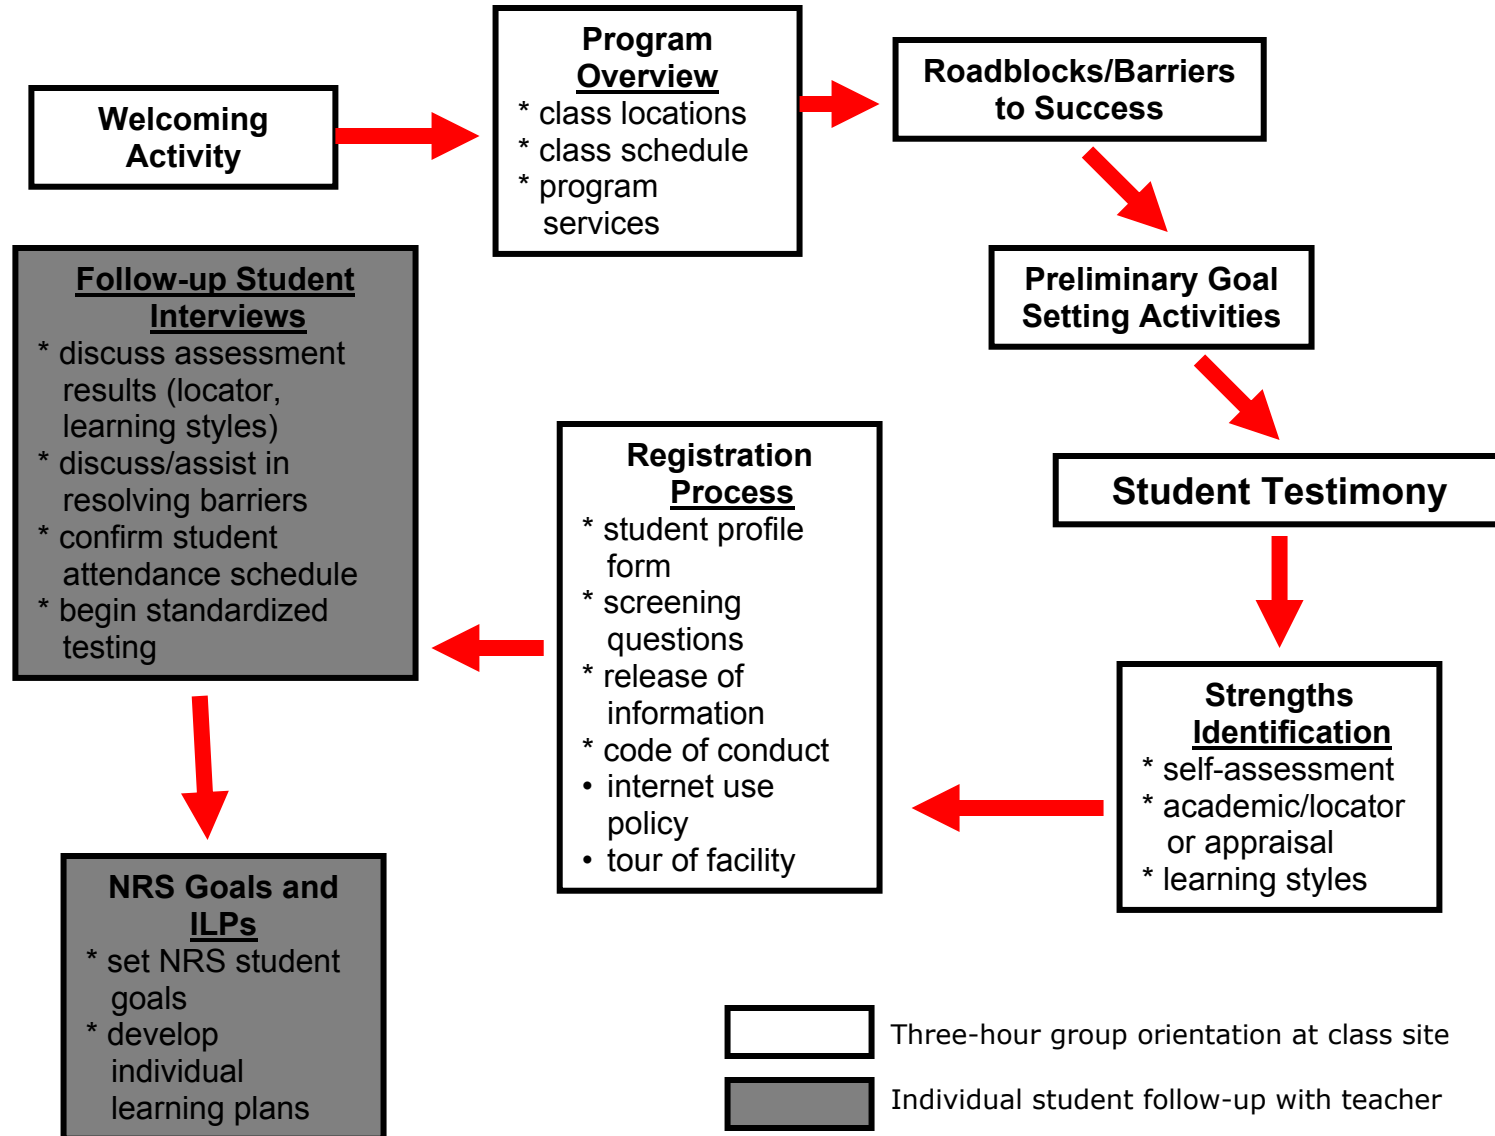 Welcoming
Activity
Program
Overview
* class locations
* class schedule
* program
services
Roadblocks/Barriers
to Success
Preliminary Goal
Setting Activities
Student Testimony
Strengths
Identification
* self-assessment
* academic/locator
or appraisal
* learning styles
Registration
Process
* student profile
form
* screening
questions
* release of
information
* code of conduct
• internet use
policy
• tour of facility
Follow-up Student
Interviews
* discuss assessment
results (locator,
learning styles)
* discuss/assist in
resolving barriers
* confirm student
attendance schedule
* begin standardized
testing
NRS Goals and
ILPs
* set NRS student
goals
* develop
individual
learning plans
Three-hour group orientation at class site
Individual student follow-up with teacher